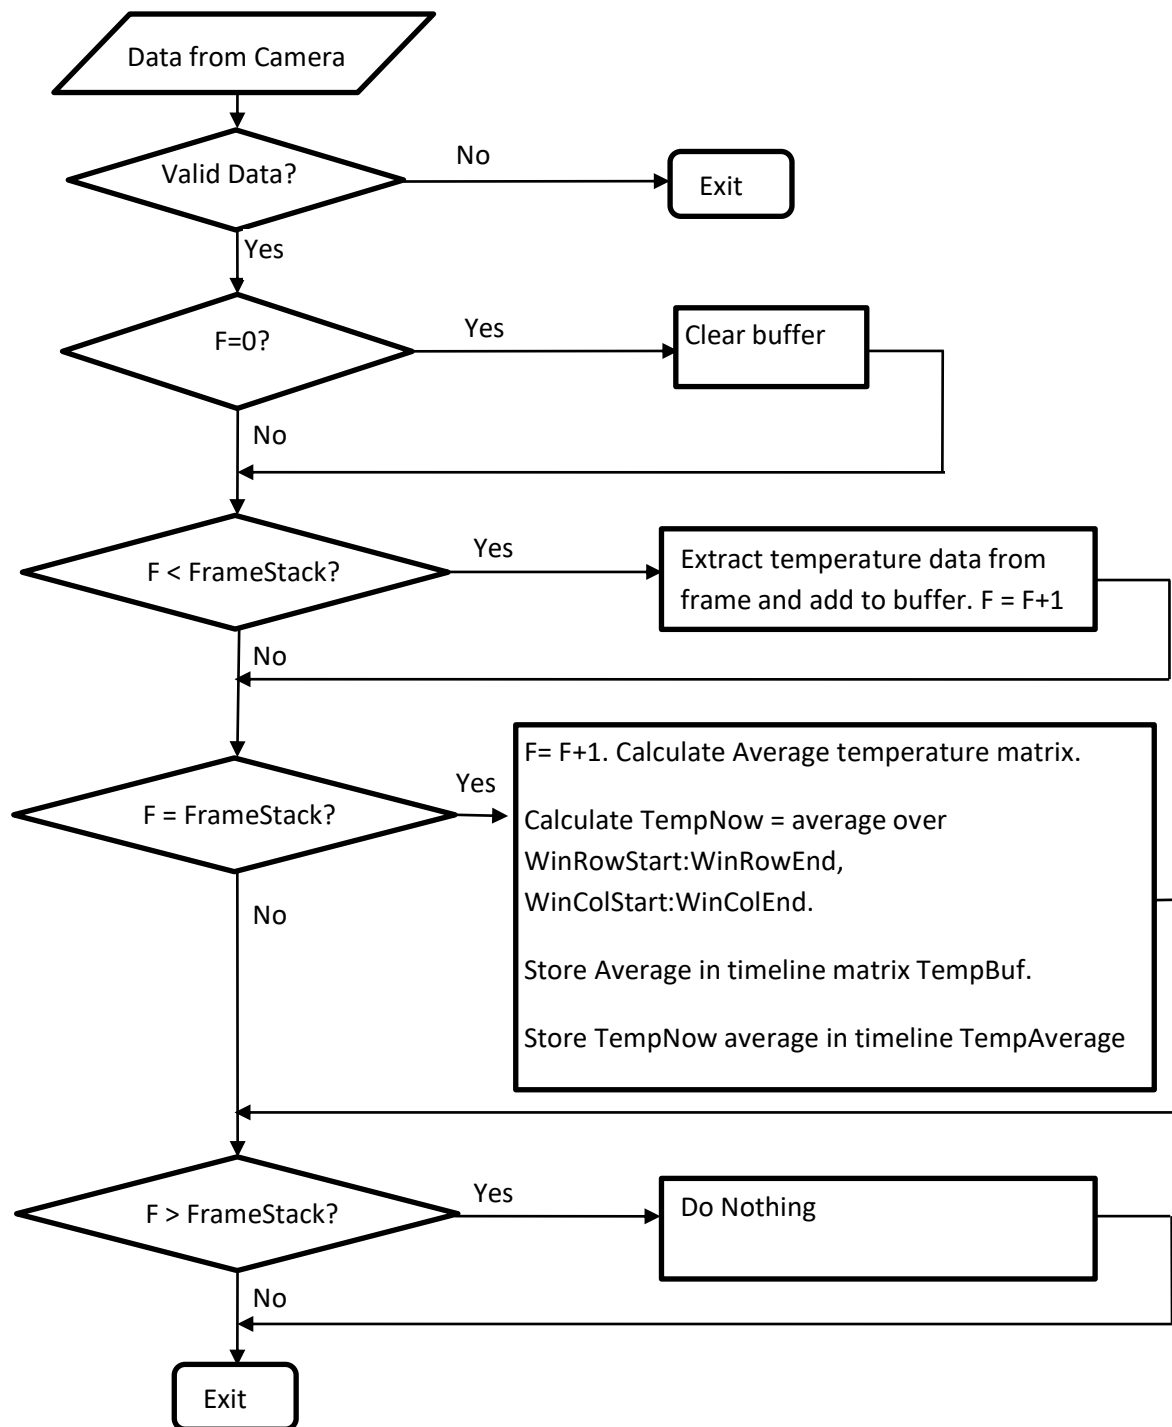 Data from Camera
Valid Data?
No
Exit
Yes
F=0?
Yes
Clear buffer
No
F < FrameStack?
Yes
Extract temperature data from
frame and add to buffer. F = F+1
No
F = FrameStack?
Yes
F= F+1. Calculate Average temperature matrix.
Calculate TempNow = average over
WinRowStart:WinRowEnd,
WinColStart:WinColEnd.
Store Average in timeline matrix TempBuf.
Store TempNow average in timeline TempAverage
No
F > FrameStack?
Yes
Do Nothing
No
Exit